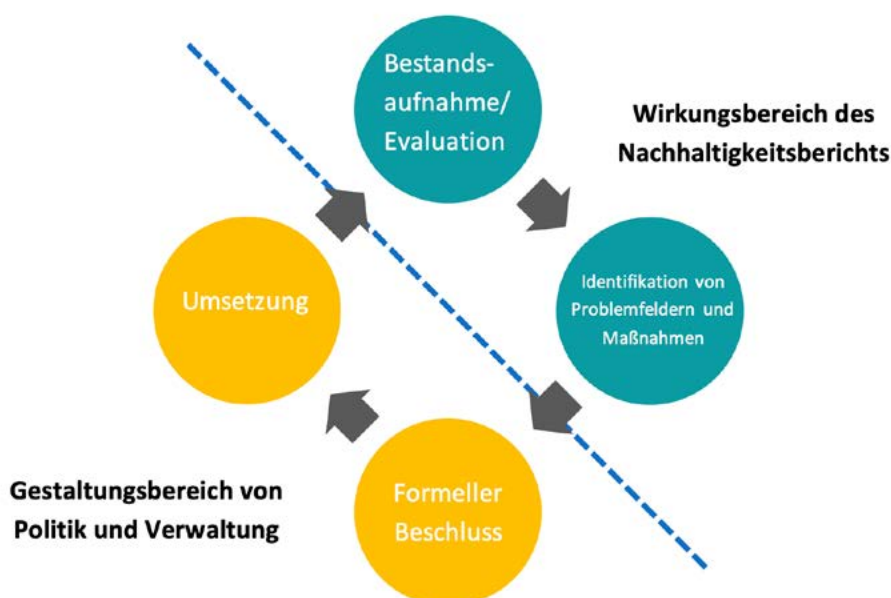 Bestands-
aufnahme/
Evaluation
Wirkungsbereich des
Nachhaltigkeitsberichts
Umsetzung
Identifikation von
Problemfeldern und
Maßnahmen
Gestaltungsbereich von
Politik und Verwaltung
Formeller
Beschluss